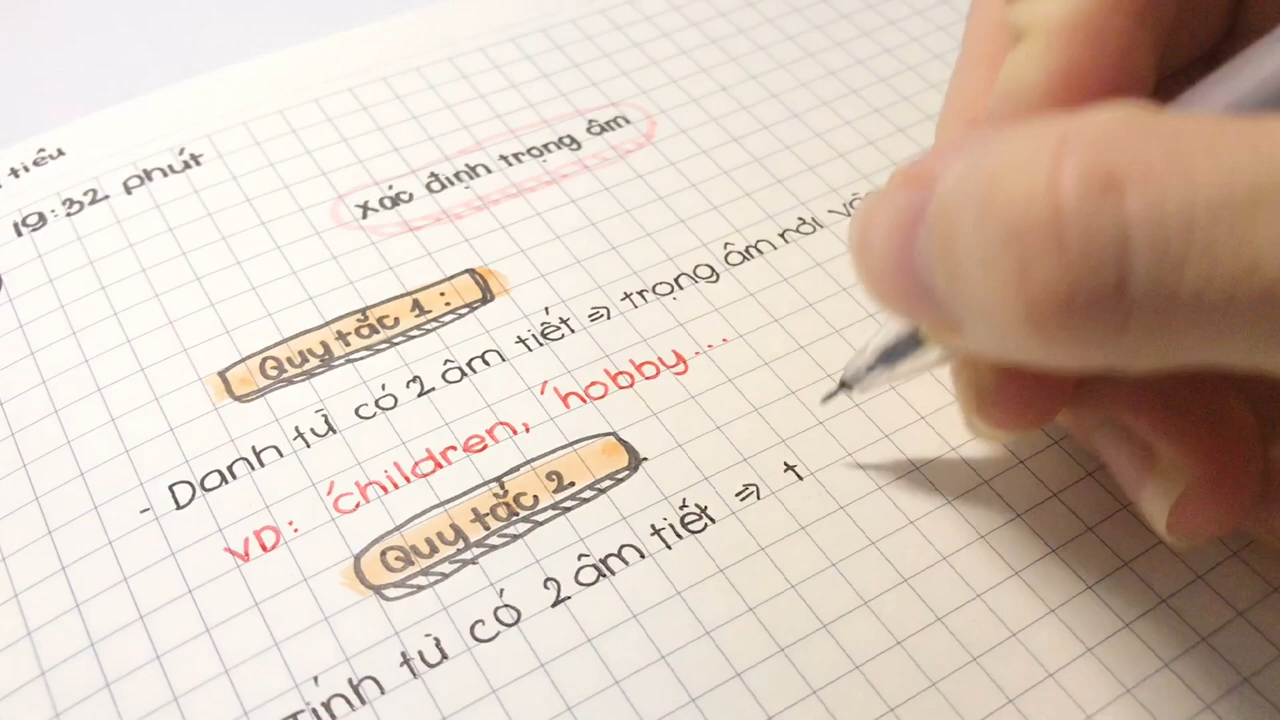 tiểu
19:32 phút
xác định trọng âm
Quy tắc 1:
- Danh từ có 2 âm tiết => trọng âm rơi
VD: 'children, 'hobby...
Quy tắc 2
Tính từ có 2 âm tiết => t